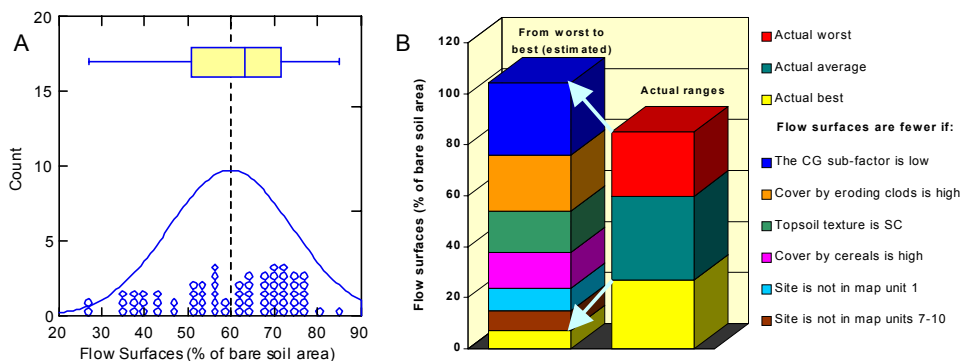 A
20
15
10
5
0
Count
20 30 40 50 60 70 80 90
Flow Surfaces (% of bare soil area)
B
From worst to
best (estimated)
Actual ranges
120
100
80
60
40
20
0
Flow surfaces (% of bare soil area)
Actual worst
Actual average
Actual best
Flow surfaces are fewer if:
The CG sub-factor is low
Cover by eroding clods is high
Topsoil texture is SC
Cover by cereals is high
Site is not in map unit 1
Site is not in map units 7-10